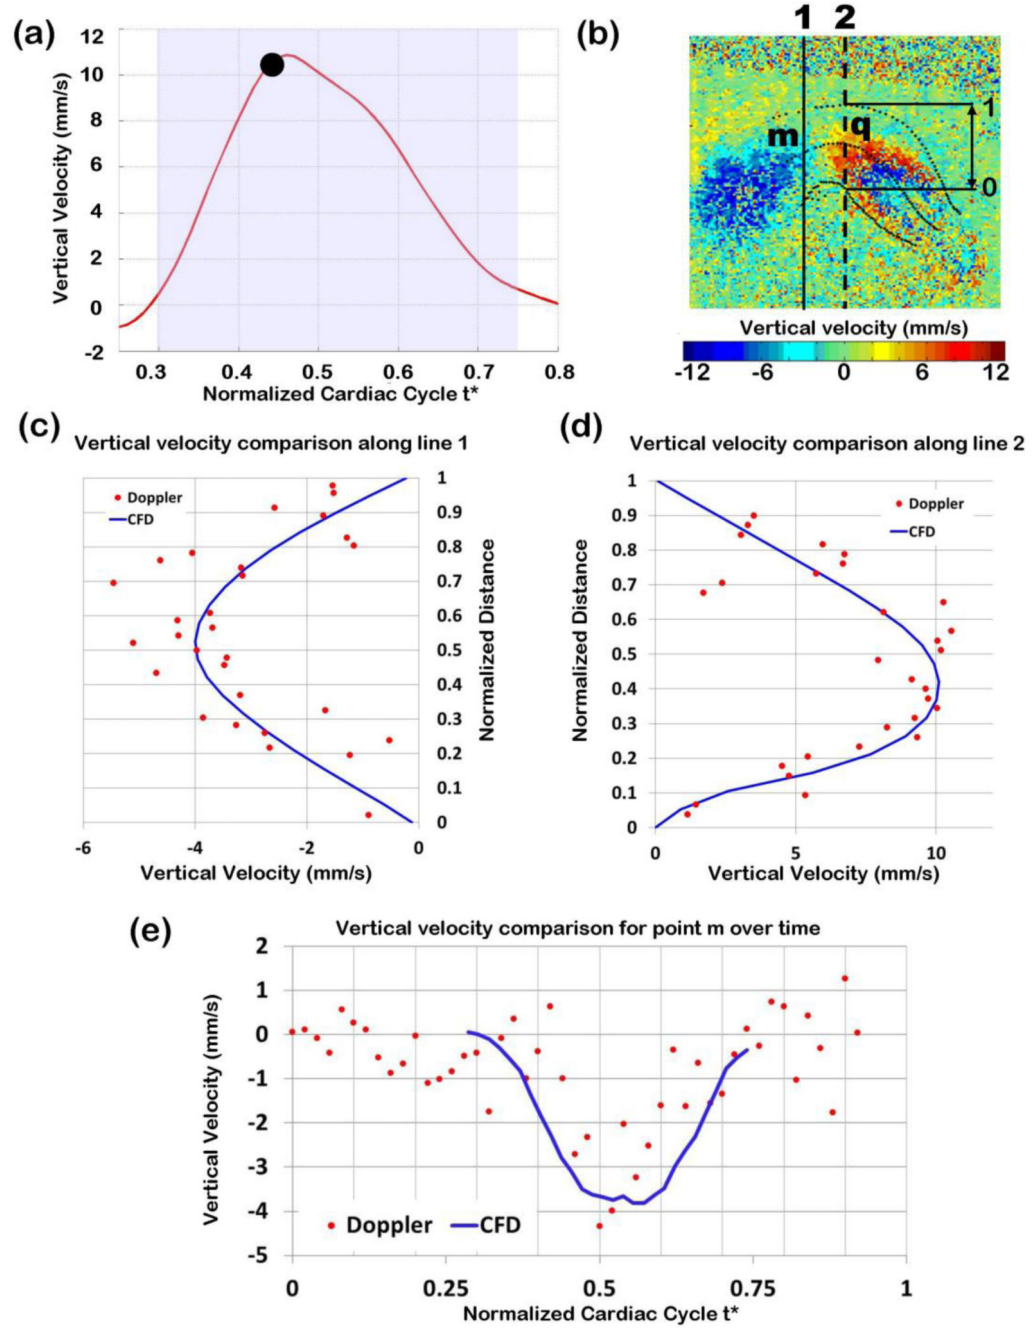 (a)
12
10
8
6
4
2
0
-2
Vertical Velocity (mm/s)
0.3 0.4 0.5 0.6 0.7 0.8
Normalized Cardiac Cycle t*
(b)
1 2
m q
1
0
Vertical velocity (mm/s)
-12 -6 0 6 12
(c)
Vertical velocity comparison along line 1
Doppler
CFD
1
0.9
0.8
0.7
0.6
0.5
0.4
0.3
0.2
0.1
0
Normalized Distance
-6 -4 -2 0
Vertical Velocity (mm/s)
(d)
Vertical velocity comparison along line 2
Doppler
CFD
1
0.9
0.8
0.7
0.6
0.5
0.4
0.3
0.2
0.1
0
Normalized Distance
0 5 10
Vertical Velocity (mm/s)
(e)
Vertical velocity comparison for point m over time
2
1
0
-1
-2
-3
-4
-5
Vertical Velocity (mm/s)
Doppler CFD
0 0.25 0.5 0.75 1
Normalized Cardiac Cycle t*